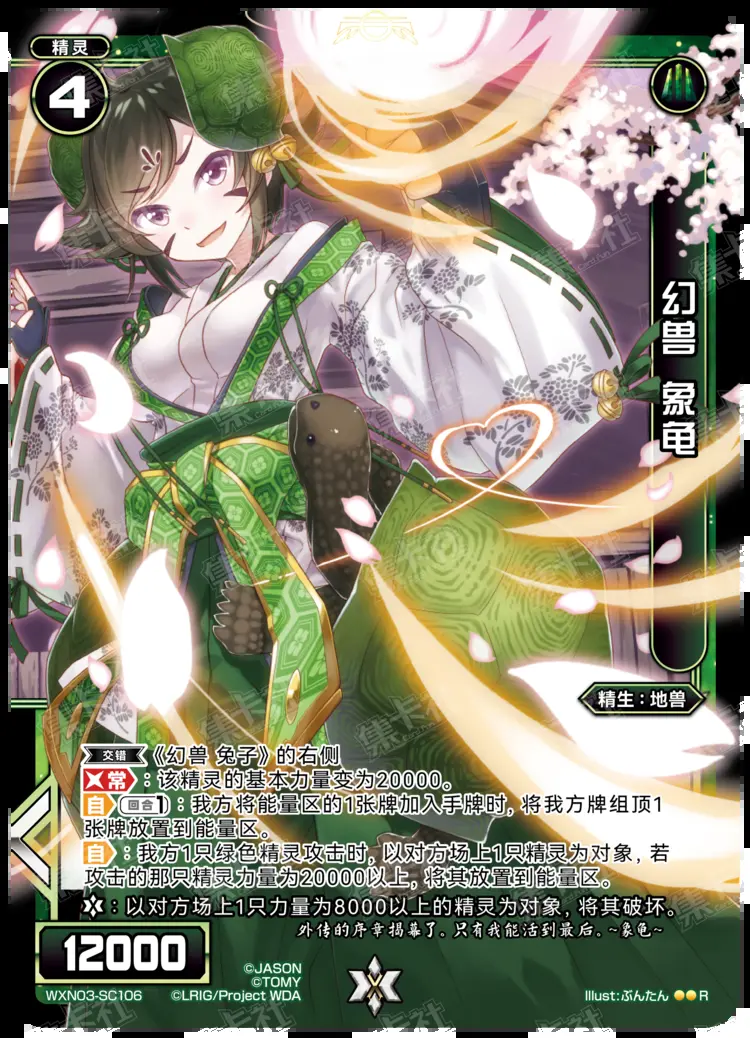 精灵
4
幻兽 象龟
精生：地兽
交错 《幻兽 兔子》的右侧
常：该精灵的基本力量变为20000。
自 回合1：我方将能量区的1张牌加入手牌时, 将我方牌组顶1
张牌放置到能量区。
自：我方1只绿色精灵攻击时, 以对方场上1只精灵为对象, 若
攻击的那只精灵力量为20000以上, 将其放置到能量区。
：以对方场上1只力量为8000以上的精灵为对象, 将其破坏。
外传的序章揭幕了。只有我能活到最后。~象龟~
12000
©JASON
©TOMY
WXN03-SC106 ©LRIG/Project WDA
Illust:ぶんたん R
集卡社